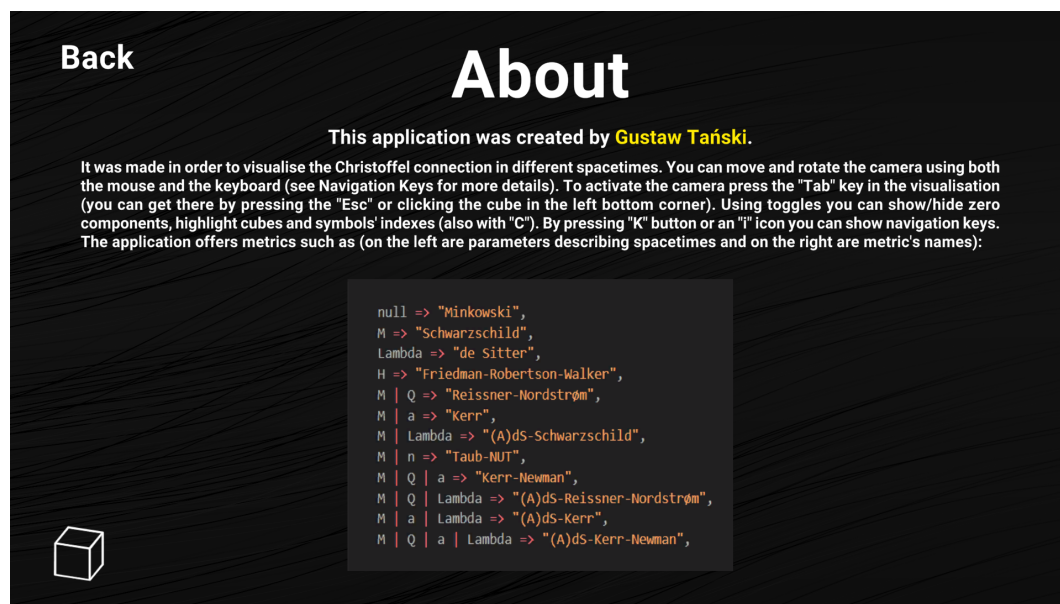 Back
About
This application was created by Gustaw Tański.
It was made in order to visualise the Christoffel connection in different spacetimes. You can move and rotate the camera using both
the mouse and the keyboard (see Navigation Keys for more details). To activate the camera press the "Tab" key in the visualisation
(you can get there by pressing the "Esc" or clicking the cube in the left bottom corner). Using toggles you can show/hide zero
components, highlight cubes and symbols' indexes (also with "C"). By pressing "K" button or an "i" icon you can show navigation keys.
The application offers metrics such as (on the left are parameters describing spacetimes and on the right are metric's names):
null => "Minkowski",
M => "Schwarzschild",
Lambda => "de Sitter",
H => "Friedman-Robertson-Walker",
M | Q => "Reissner-Nordstrøm",
M | a => "Kerr",
M | Lambda => "(A)dS-Schwarzschild",
M | n => "Taub-NUT",
M | Q | a => "Kerr-Newman",
M | Q | Lambda => "(A)dS-Reissner-Nordstrøm",
M | a | Lambda => "(A)dS-Kerr",
M | Q | a | Lambda => "(A)dS-Kerr-Newman",